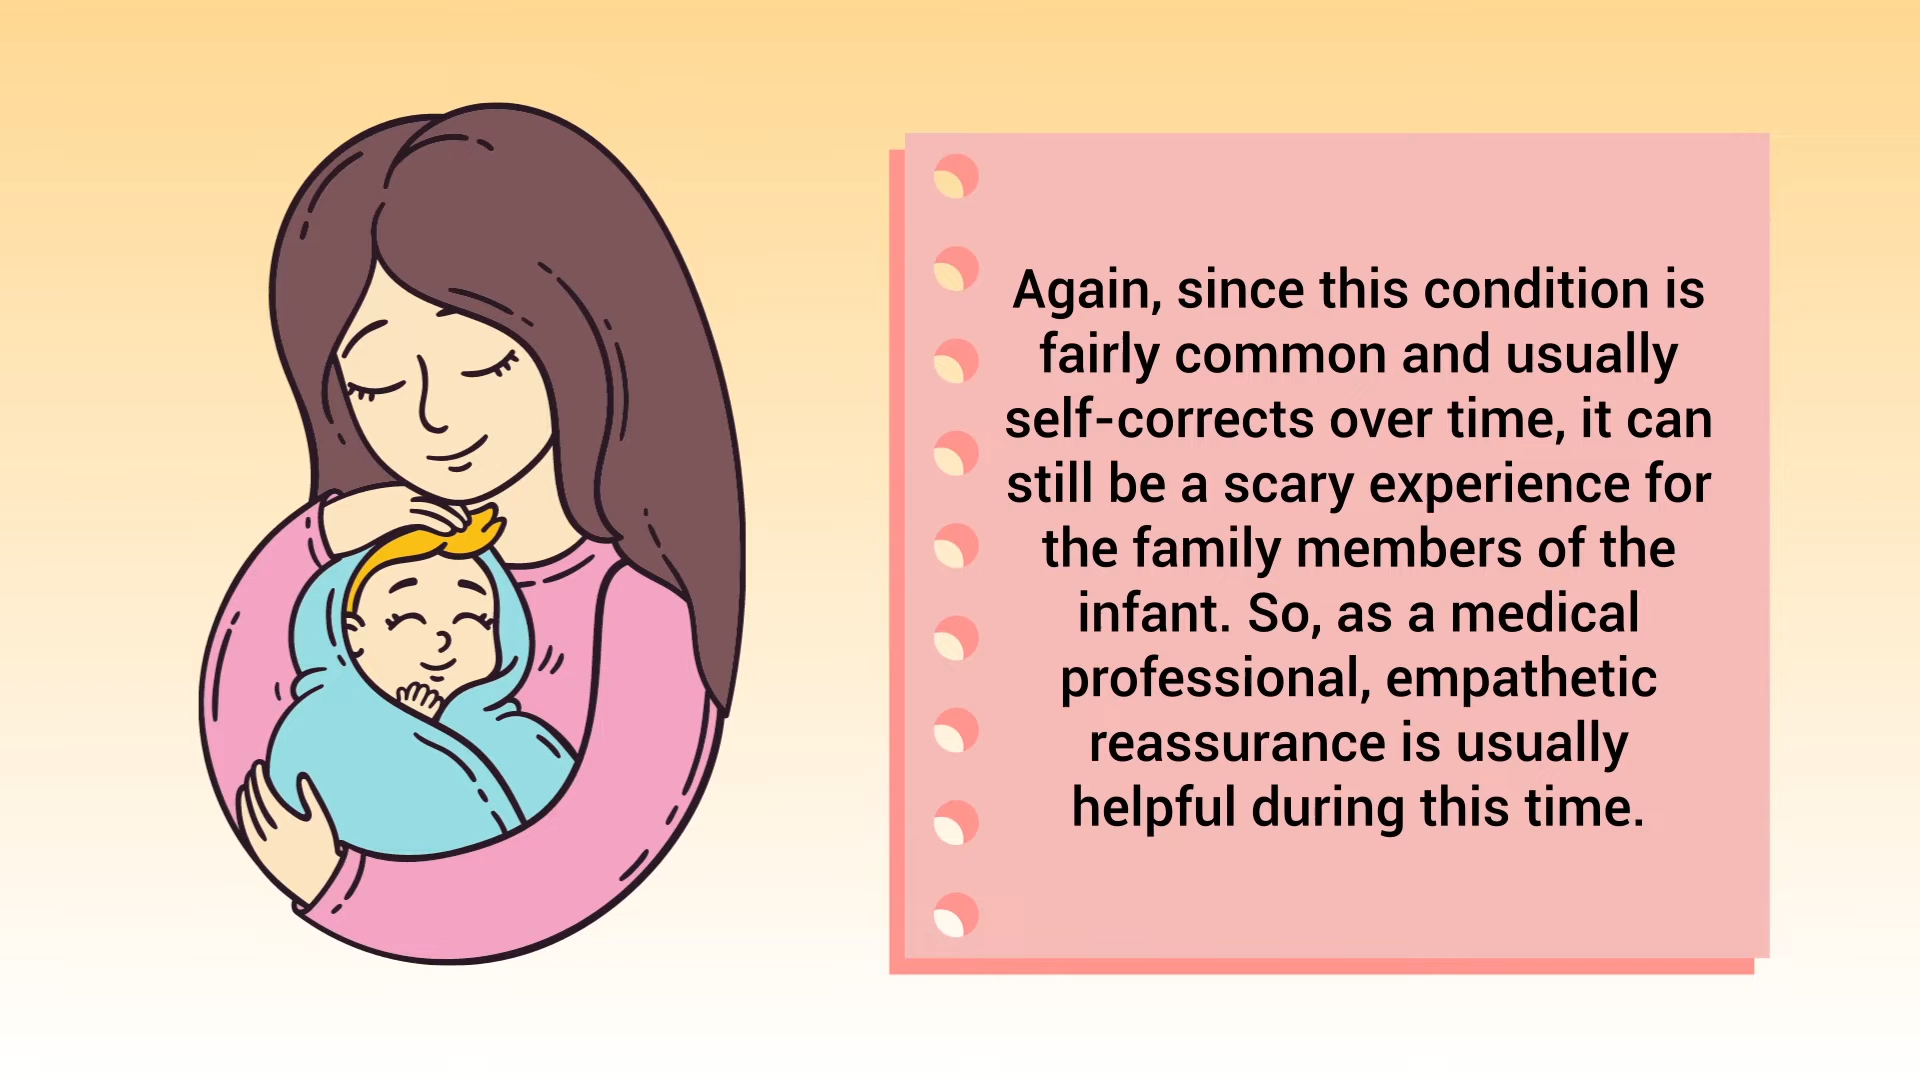 Again, since this condition is
fairly common and usually
self-corrects over time, it can
still be a scary experience for
the family members of the
infant. So, as a medical
professional, empathetic
reassurance is usually
helpful during this time.